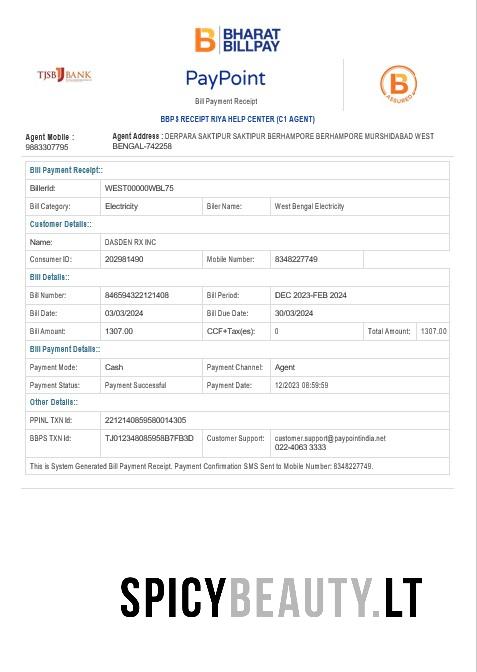 BHARAT
BILLPAY
TJSB BANK
PayPoint
Bill Payment Receipt
B
ASSURED
BBPS RECEIPT RIYA HELP CENTER (C1 AGENT)
Agent Mobile :
9883307795
Agent Address : DERPARA SAKTIPUR SAKTIPUR BERHAMPORE BERHAMPORE MURSHIDABAD WEST
BENGAL-742258
Bill Payment Receipt::
BillerId: WEST00000WBL75
Bill Category: Electricity Biler Name: West Bengal Electricity
Customer Details::
Name: DASDEN RX INC
Consumer ID: 202981490 Mobile Number: 8348227749
Bill Details::
Bill Number: 846594322121408 Bill Period: DEC 2023-FEB 2024
Bill Date: 03/03/2024 Bill Due Date: 30/03/2024
Bill Amount: 1307.00 CCF+Tax(es): 0 Total Amount: 1307.00
Bill Payment Details::
Payment Mode: Cash Payment Channel: Agent
Payment Status: Payment Successful Payment Date: 12/2023 08:59:59
Other Details::
PPINL TXN Id: 2212140859580014305
BBPS TXN Id: TJ012348085958B7FB3D Customer Support: customer.support@paypointindia.net
022-4063 3333
This is System Generated Bill Payment Receipt. Payment Confirmation SMS Sent to Mobile Number: 8348227749.
SPICYBEAUTY.LT